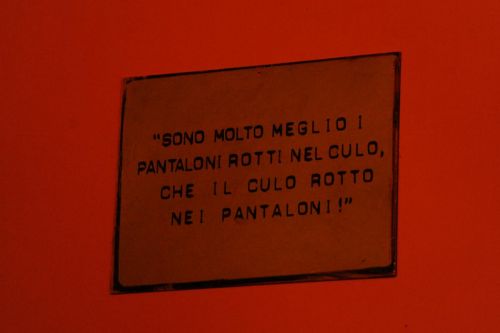 "SONO MOLTO MEGLIO I
PANTALONI ROTTI NEL CULO,
CHE IL CULO ROTTO
NEI PANTALONI!"